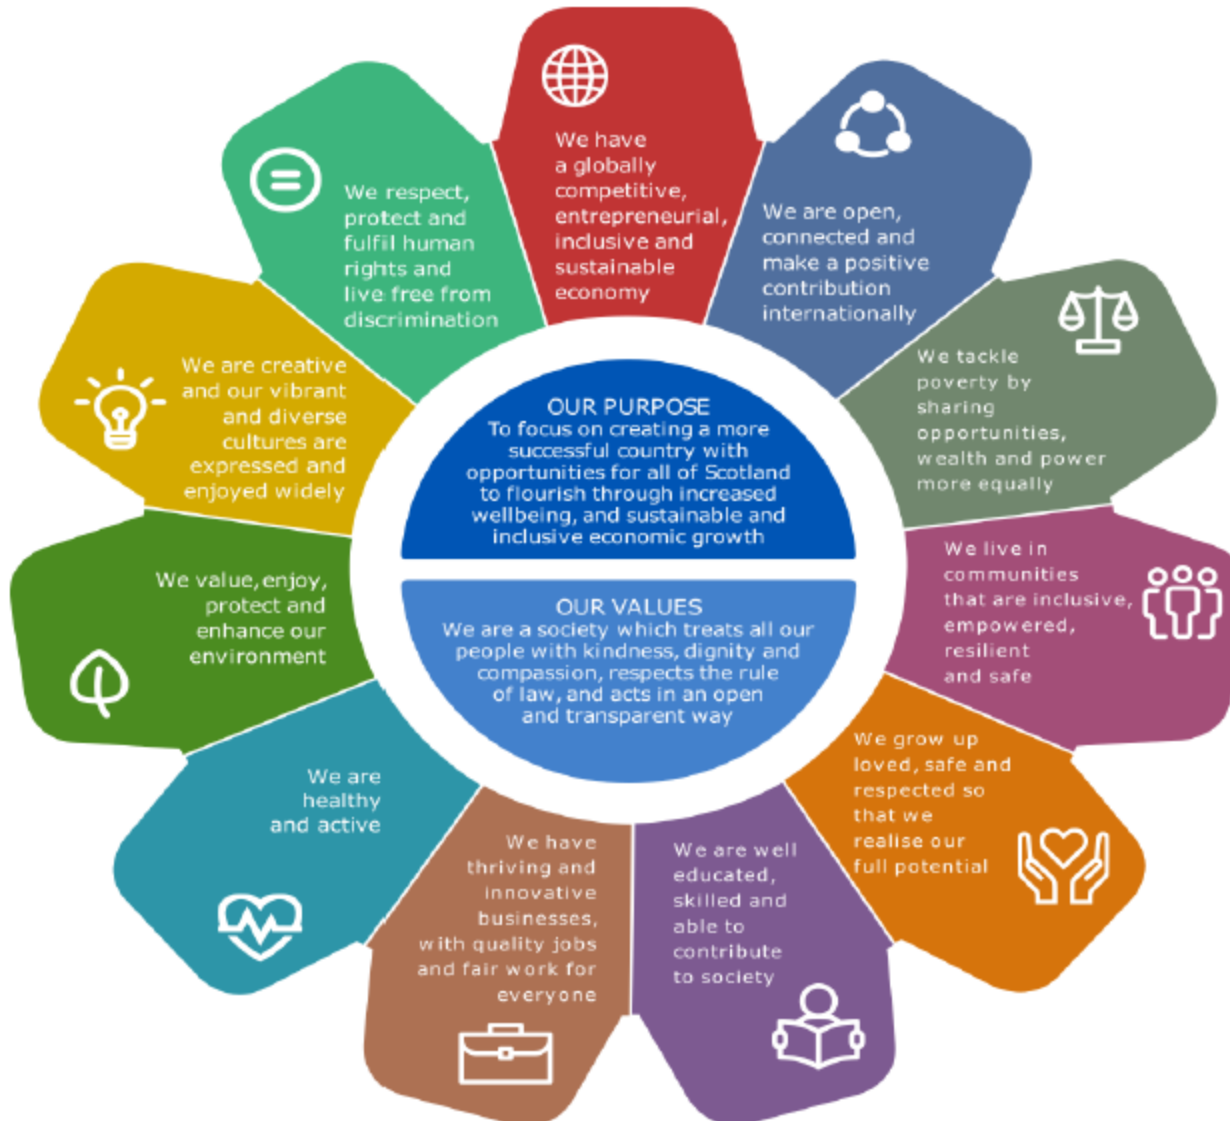 We have
a globally
competitive,
entrepreneurial,
inclusive and
sustainable
economy
We are open,
connected and
make a positive
contribution
internationally
We tackle
poverty by
sharing
opportunities,
wealth and power
more equally
We live in
communities
that are inclusive,
empowered,
resilient
and safe
We grow up
loved, safe and
respected so
that we
realise our
full potential
We are well
educated,
skilled and
able to
contribute
to society
We have
thriving and
innovative
businesses,
with quality jobs
and fair work for
everyone
We are
healthy
and active
We value, enjoy,
protect and
enhance our
environment
We are creative
and our vibrant
and diverse
cultures are
expressed and
enjoyed widely
We respect,
protect and
fulfil human
rights and
live free from
discrimination
OUR PURPOSE
To focus on creating a more
successful country with
opportunities for all of Scotland
to flourish through increased
wellbeing, and sustainable and
inclusive economic growth
OUR VALUES
We are a society which treats all our
people with kindness, dignity and
compassion, respects the rule
of law, and acts in an open
and transparent way